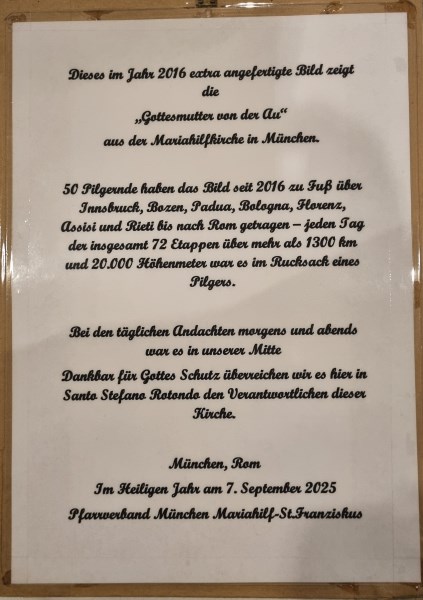 Dieses im Jahr 2016 extra angefertigte Bild zeigt
die
„Gottesmutter von der Au“
aus der Mariahilfkirche in München.
50 Pilgernde haben das Bild seit 2016 zu Fuß über
Innsbruck, Bozen, Padua, Bologna, Florenz,
Assisi und Rieti bis nach Rom getragen – jeden Tag
der insgesamt 72 Etappen über mehr als 1300 km
und 20.000 Höhenmeter war es im Rucksack eines
Pilgers.
Bei den täglichen Andachten morgens und abends
war es in unserer Mitte
Dankbar für Gottes Schutz überreichen wir es hier in
Santo Stefano Rotondo den Verantwortlichen dieser
Kirche.
München, Rom
Im Heiligen Jahr am 7. September 2025
Pfarrverband München Mariahilf-St.Franziskus